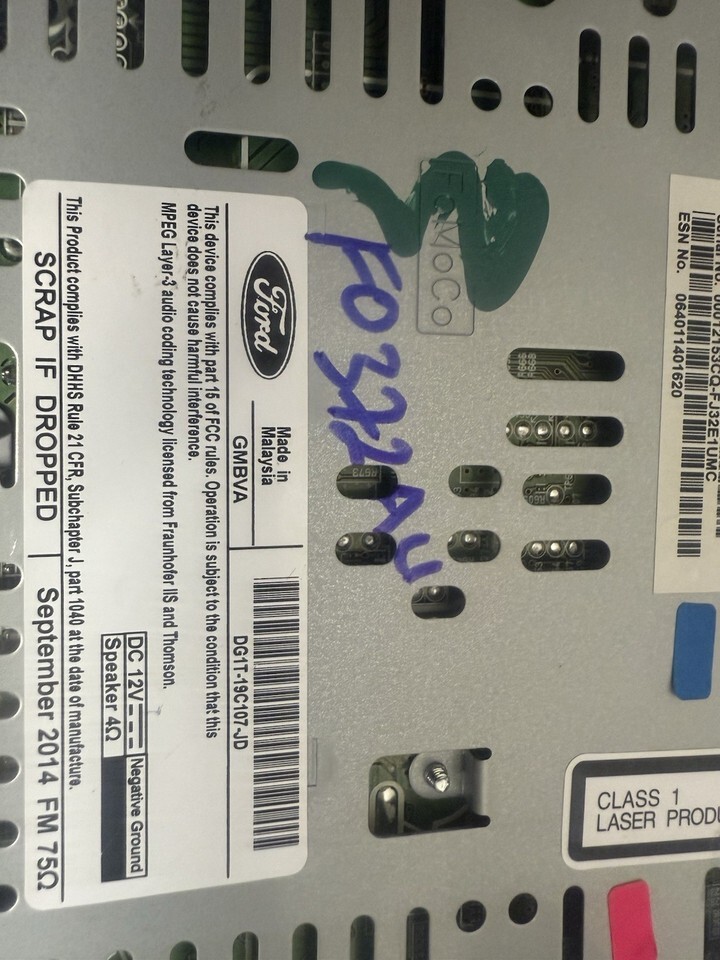 FoMoCo
FO372AU
Ford
Made in
Malaysia
GMBVA
DG1T-19C107-JD
This device complies with part 15 of FCC rules. Operation is subject to the condition that this
device does not cause harmful interference.
MPEG Layer-3 audio coding technology licensed from Fraunhofer IIS and Thomson.
DC 12V
Negative Ground
Speaker 4Ω
This Product complies with DHHS Rule 21 CFR, Subchapter J, part 1040 at the date of manufacture.
SCRAP IF DROPPED
September 2014 FM 75Ω
ESN No. 064011401620
CLASS 1
LASER
R673